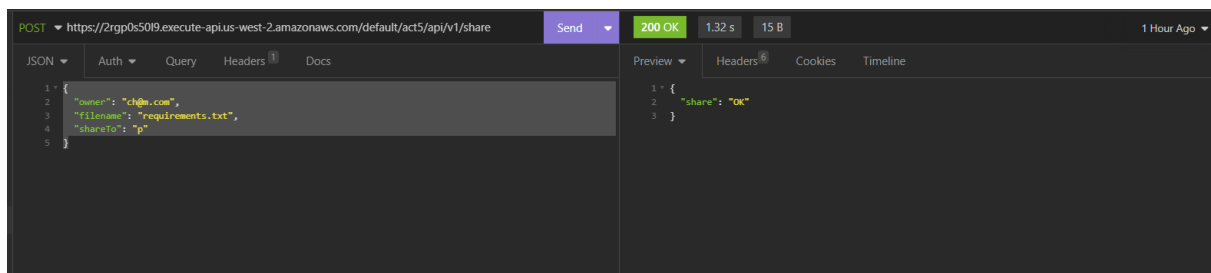 POST https://2rgp0s50l9.execute-api.us-west-2.amazonaws.com/default/act5/api/v1/share Send 200 OK 1.32 s 15 B 1 Hour Ago
JSON Auth Query Headers 1 Docs Preview Headers 6 Cookies Timeline
1 {
2 "owner": "ch@m.com",
3 "filename": "requirements.txt",
4 "shareTo": "p"
5 }
1 {
2 "share": "OK"
3 }